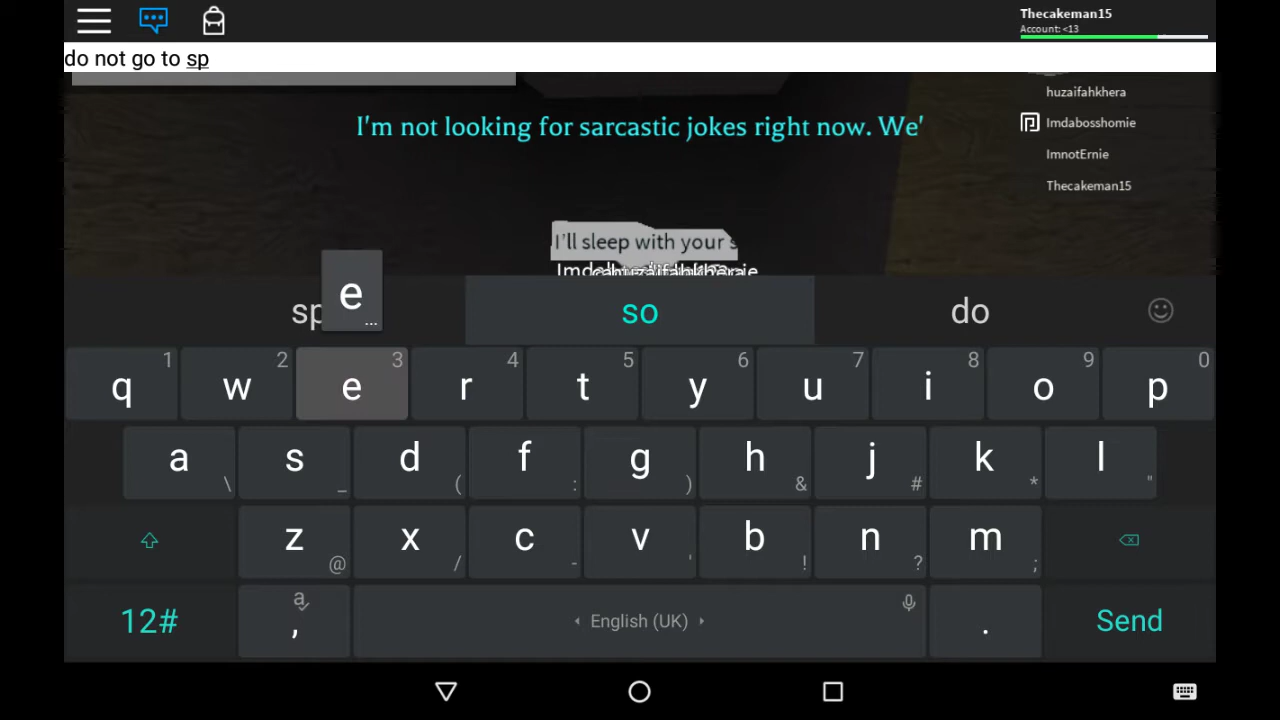 Thecakeman15
Account: <13
do not go to sp
huzaifahkhera
I'm not looking for sarcastic jokes right now. We'
Imdabosshomie
ImnotErnie
Thecakeman15
I'll sleep with your s
e
...
sp
so
do
1 2 3 4 5 6 7 8 9 0
q w e r t y u i o p
a s d f g h j k l
\ _ ( : ) & # * "
z x c v b n m
@ / - ' ! ? ;
12#
a
,
English (UK)
.
Send